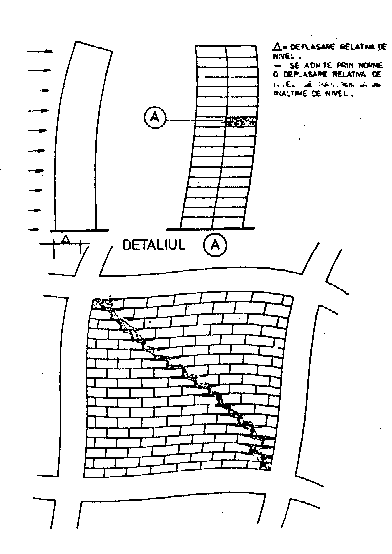 △= DEPLASARE RELATIVA DE
NIVEL.
— SE ADMITE PRIN NORME
O DEPLASARE RELATIVA DE
INALTIME DE NIVEL.
A
△
DETALIUL A